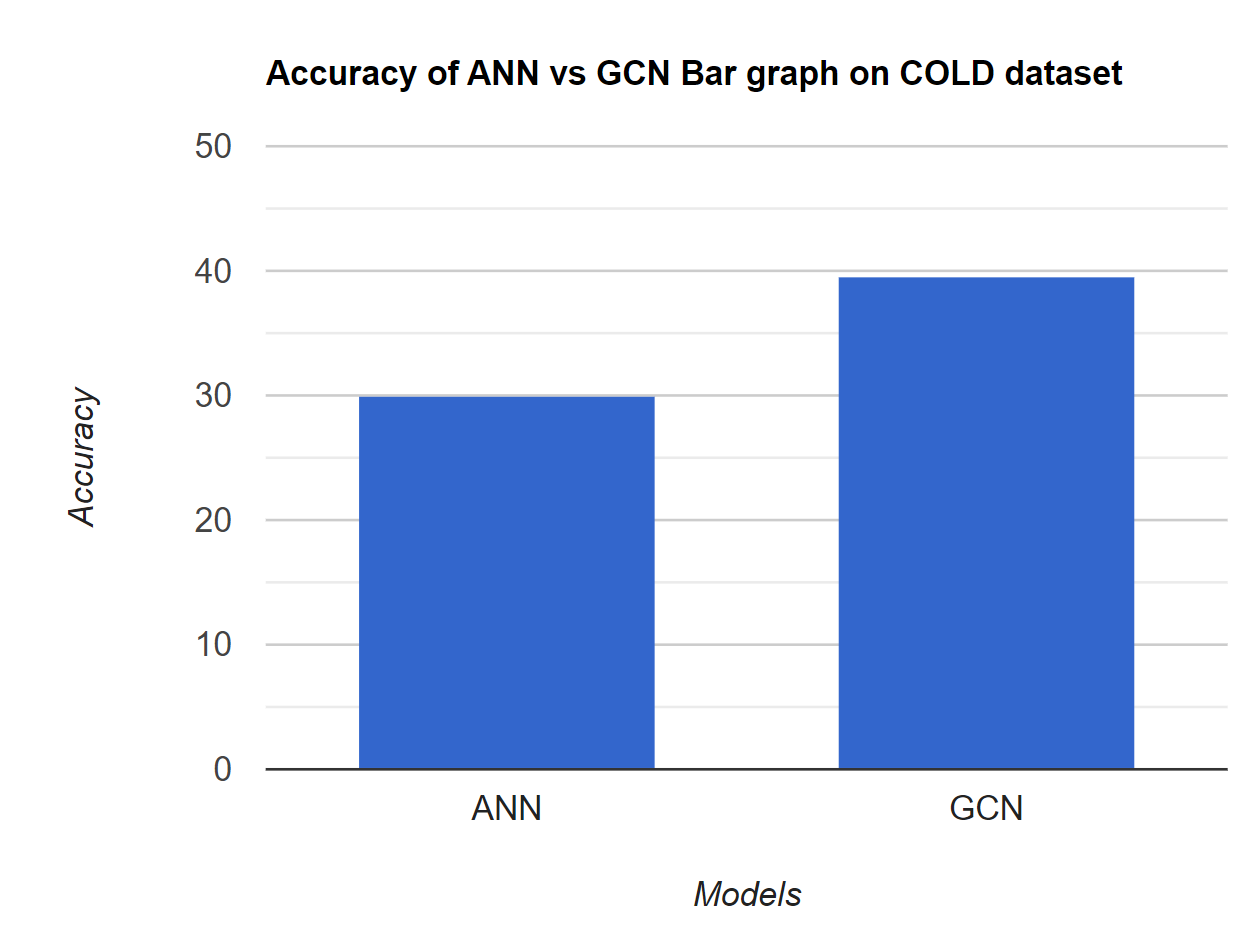 Accuracy of ANN vs GCN Bar graph on COLD dataset
50
40
30
20
10
0
Accuracy
ANN
GCN
Models